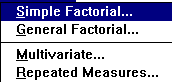 Simple Factorial...
General Factorial...
Multivariate...
Repeated Measures...